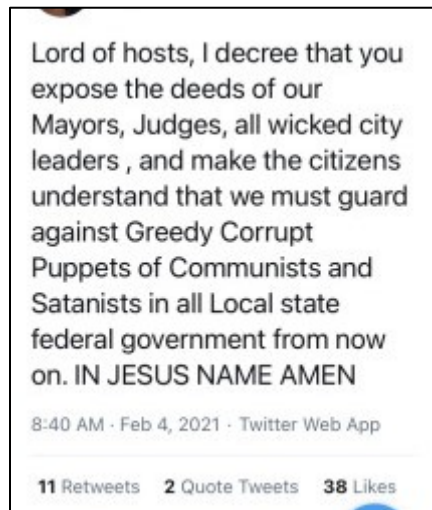 Lord of hosts, I decree that you
expose the deeds of our
Mayors, Judges, all wicked city
leaders , and make the citizens
understand that we must guard
against Greedy Corrupt
Puppets of Communists and
Satanists in all Local state
federal government from now
on. IN JESUS NAME AMEN
8:40 AM · Feb 4, 2021 · Twitter Web App
11 Retweets 2 Quote Tweets 38 Likes